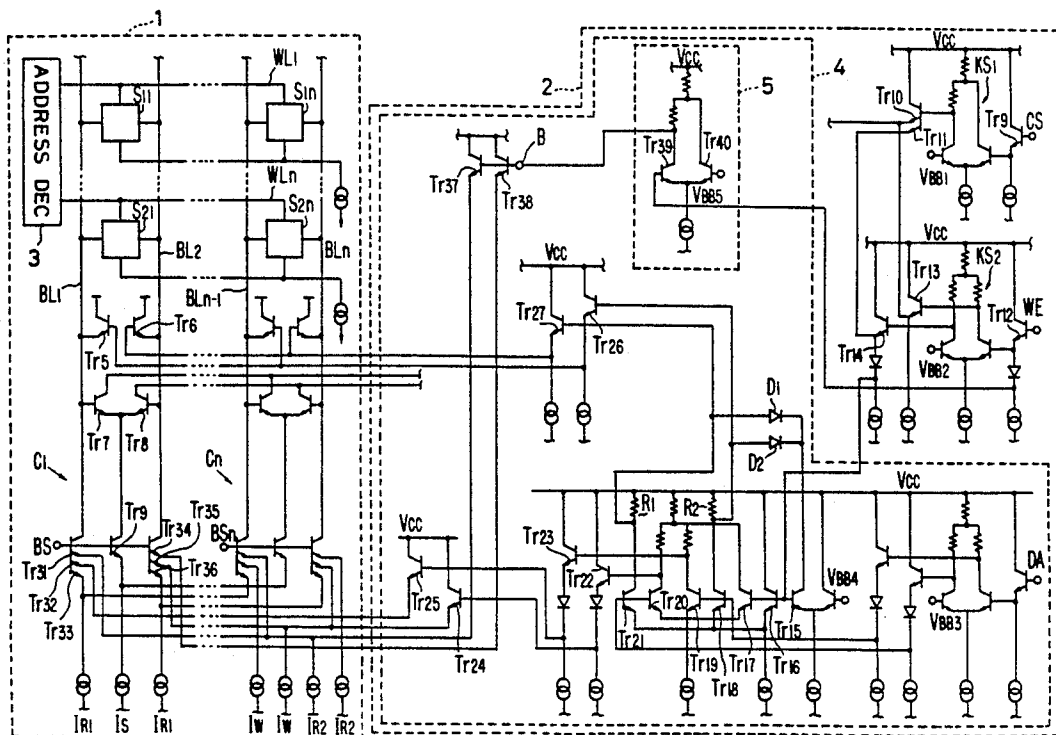 1
2
4
5
ADDRESS DEC
3
WL1
S11
S1n
WLn
S21
S2n
BL1
BL2
BLn-1
BLn
Tr5
Tr6
Tr7
Tr8
C1
Cn
BS
Tr9
Tr34
Tr35
BSn
Tr31
Tr32
Tr33
Tr36
IR1
IS
IR1
IW
IW
IR2
IR2
Vcc
B
Tr37
Tr38
Tr39
Tr40
VBB5
Vcc
Tr27
Tr26
D1
D2
Vcc
Tr25
Tr24
Tr23
Tr22
R1
R2
Tr21
Tr20
Tr19
Tr18
Tr17
Tr16
Tr15
VBB4
Vcc
VBB3
DA
Vcc
KS1
Tr10
Tr11
Tr9
CS
VBB1
Vcc
KS2
Tr13
Tr12
WE
Tr14
VBB2